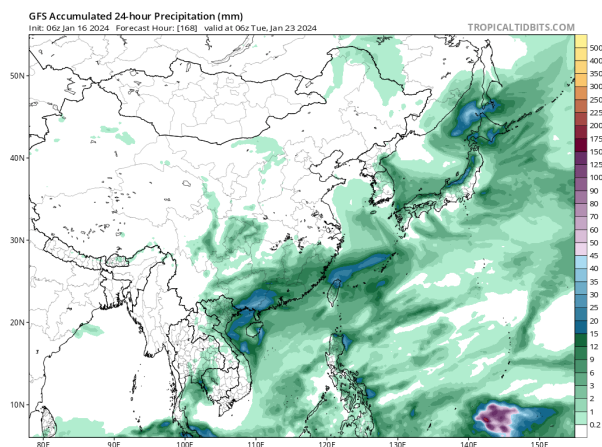 GFS Accumulated 24-hour Precipitation (mm)
Init: 06z Jan 16 2024 Forecast Hour: [168] valid at 06z Tue, Jan 23 2024
TROPICALTIDBITS.COM
50N
40N
30N
20N
10N
80E
90E
100E
110E
120E
130E
140E
150E
500
400
350
300
250
225
200
175
150
125
100
90
80
70
60
50
45
40
35
30
25
20
15
12
9
6
3
2
1
0.2